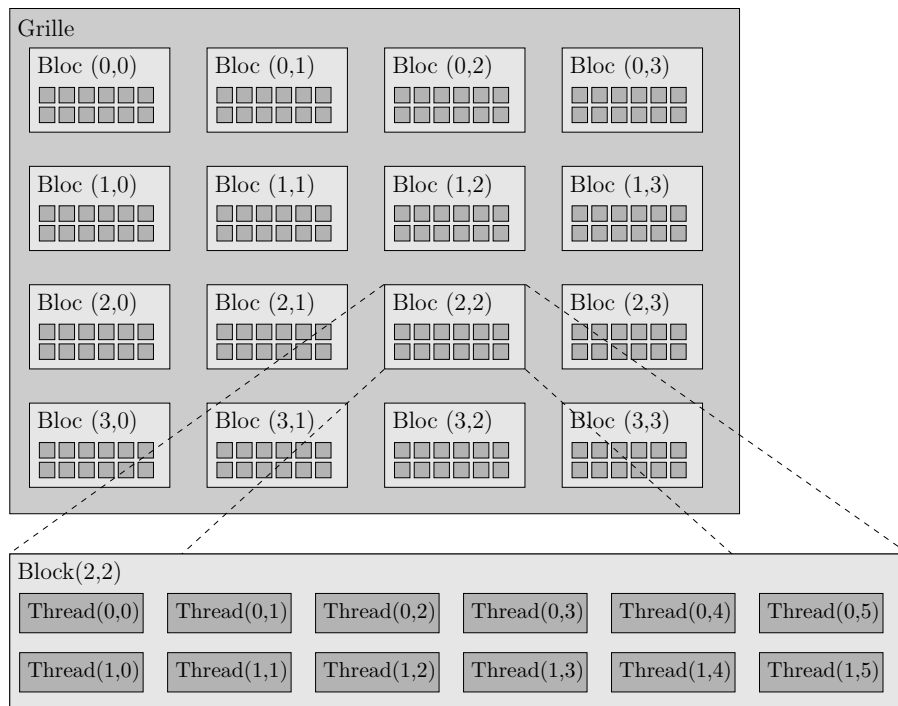 Grille
Bloc (0,0) Bloc (0,1) Bloc (0,2) Bloc (0,3)
Bloc (1,0) Bloc (1,1) Bloc (1,2) Bloc (1,3)
Bloc (2,0) Bloc (2,1) Bloc (2,2) Bloc (2,3)
Bloc (3,0) Bloc (3,1) Bloc (3,2) Bloc (3,3)
Block(2,2)
Thread(0,0) Thread(0,1) Thread(0,2) Thread(0,3) Thread(0,4) Thread(0,5)
Thread(1,0) Thread(1,1) Thread(1,2) Thread(1,3) Thread(1,4) Thread(1,5)